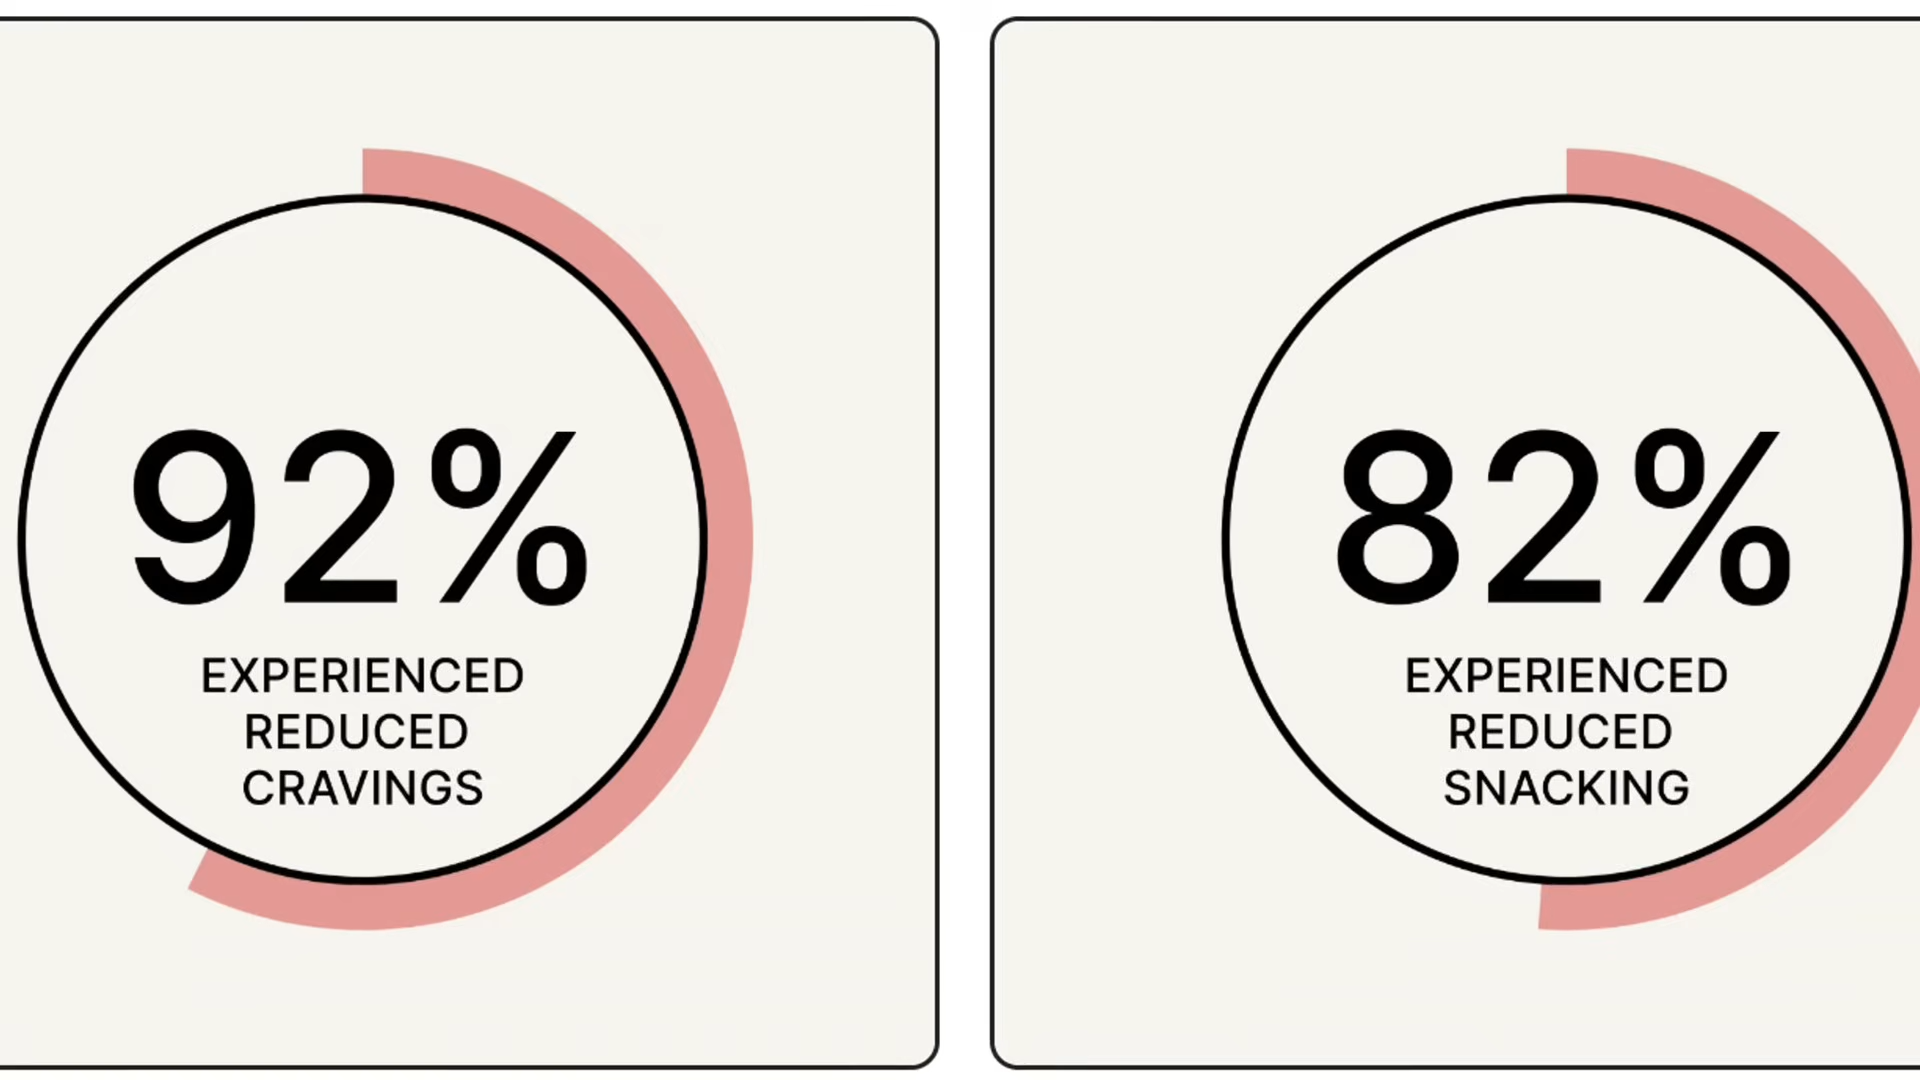 92%
EXPERIENCED
REDUCED
CRAVINGS
82%
EXPERIENCED
REDUCED
SNACKING